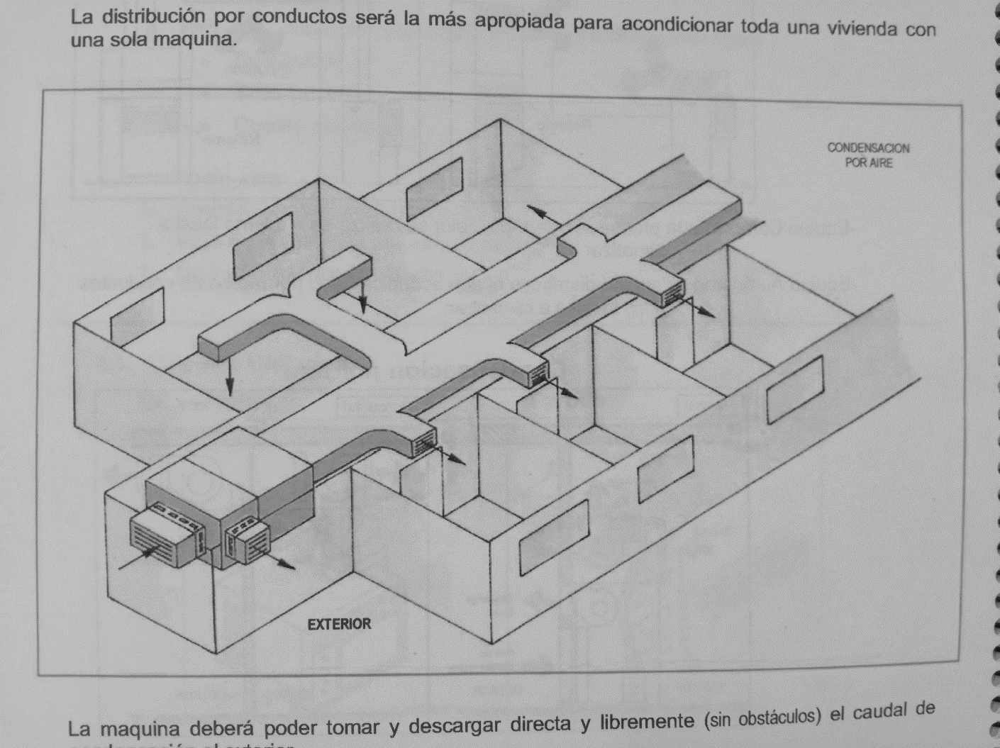 La distribución por conductos será la más apropiada para acondicionar toda una vivienda con
una sola maquina.
CONDENSACION
POR AIRE
EXTERIOR
La maquina deberá poder tomar y descargar directa y libremente (sin obstáculos) el caudal de